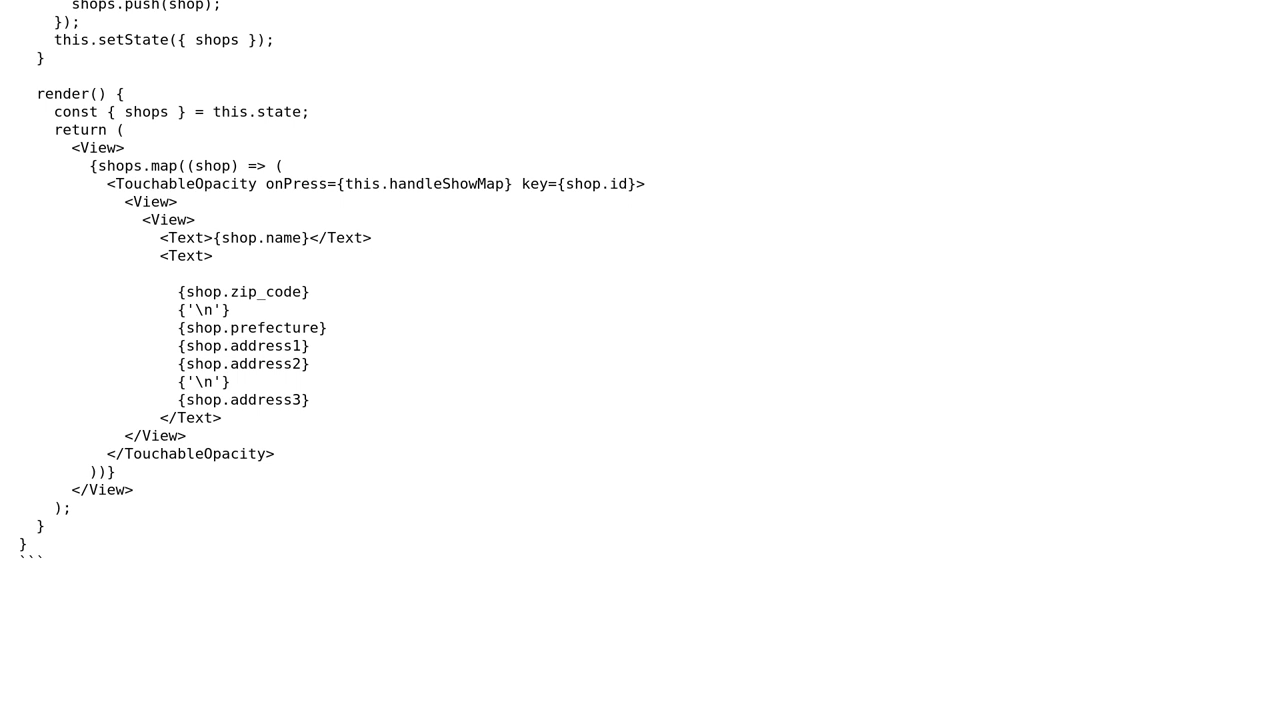 shops.push(shop);
    });
    this.setState({ shops });
  }

  render() {
    const { shops } = this.state;
    return (
      <View>
        {shops.map((shop) => (
          <TouchableOpacity onPress={this.handleShowMap} key={shop.id}>
            <View>
              <View>
                <Text>{shop.name}</Text>
                <Text>

                  {shop.zip_code}
                  {'\n'}
                  {shop.prefecture}
                  {shop.address1}
                  {shop.address2}
                  {'\n'}
                  {shop.address3}
                </Text>
            </View>
          </TouchableOpacity>
        ))}
      </View>
    );
  }
}
```